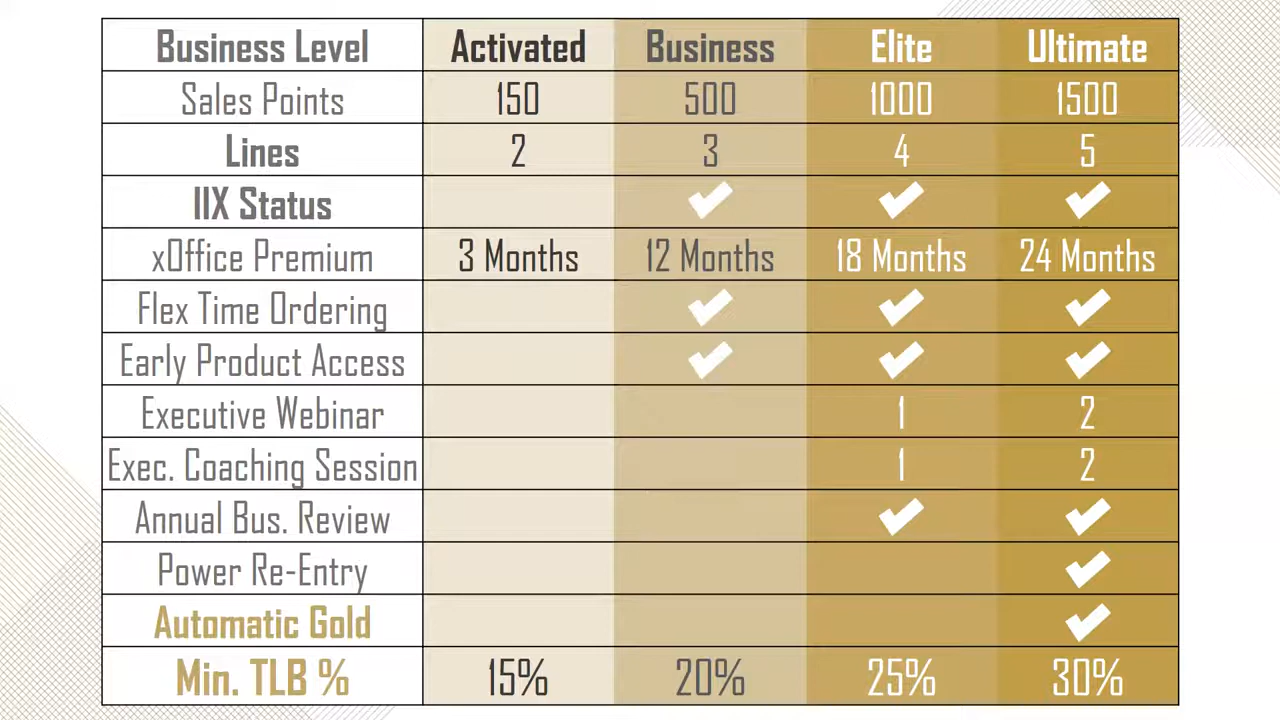 Business Level Activated Business Elite Ultimate
Sales Points 150 500 1000 1500
Lines 2 3 4 5
IIX Status ✔ ✔ ✔
xOffice Premium 3 Months 12 Months 18 Months 24 Months
Flex Time Ordering ✔ ✔ ✔
Early Product Access ✔ ✔ ✔
Executive Webinar 1 2
Exec. Coaching Session 1 2
Annual Bus. Review ✔ ✔
Power Re-Entry ✔
Automatic Gold ✔
Min. TLB % 15% 20% 25% 30%